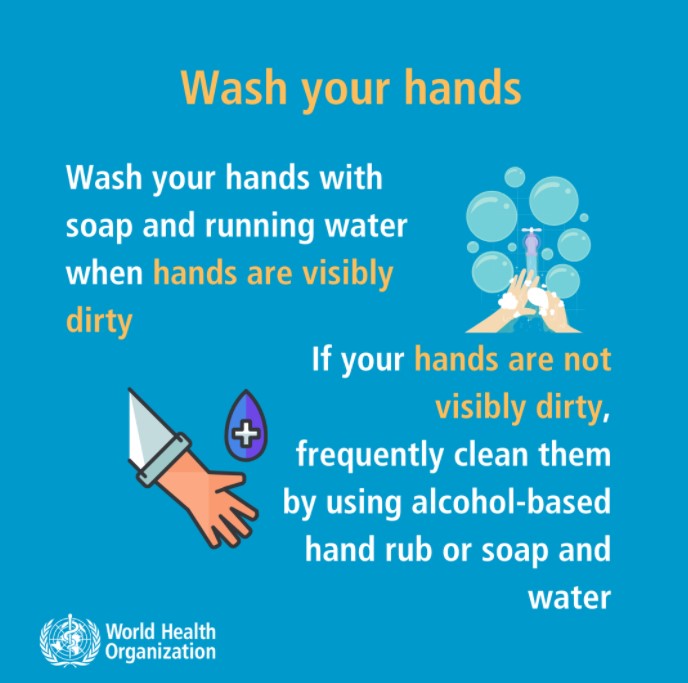 Wash your hands
Wash your hands with
soap and running water
when hands are visibly
dirty
If your hands are not
visibly dirty,
frequently clean them
by using alcohol-based
hand rub or soap and
water
World Health
Organization